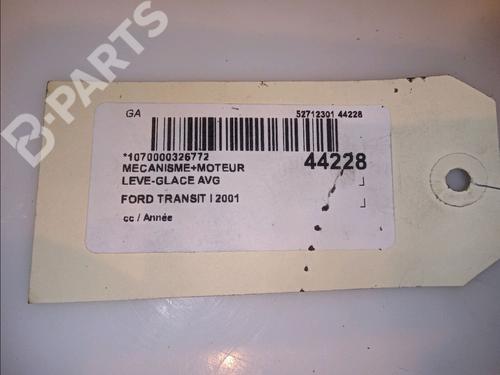 B-PARTS
GA 52712301 44228
*1070000326772 44228
MECANISME+MOTEUR
LEVE-GLACE AVG
FORD TRANSIT I 2001
cc / Année